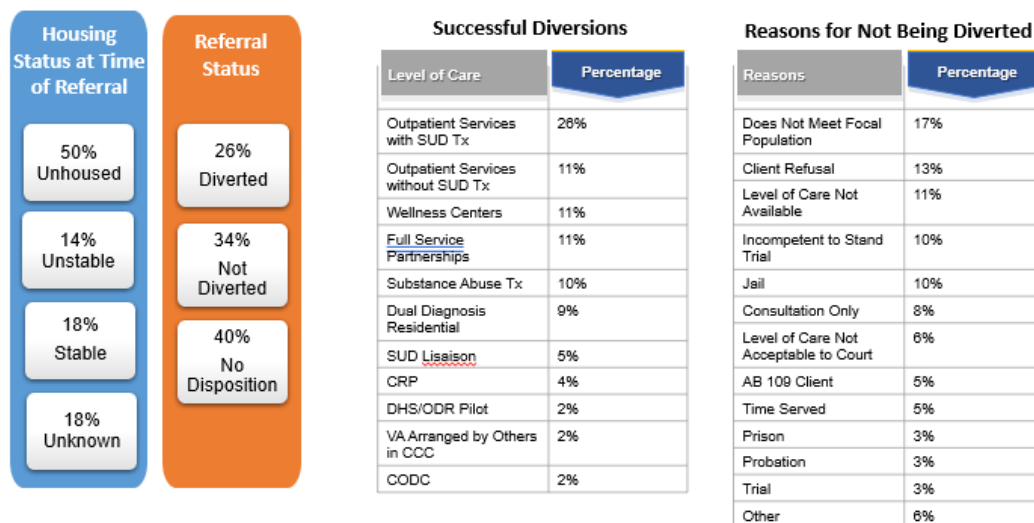 Housing
Status at Time
of Referral
50%
Unhoused
14%
Unstable
18%
Stable
18%
Unknown
Referral
Status
26%
Diverted
34%
Not
Diverted
40%
No
Disposition
Successful Diversions
Level of Care Percentage
Outpatient Services
with SUD Tx 26%
Outpatient Services
without SUD Tx 11%
Wellness Centers 11%
Full Service
Partnerships 11%
Substance Abuse Tx 10%
Dual Diagnosis
Residential 9%
SUD Lisaison 5%
CRP 4%
DHS/ODR Pilot 2%
VA Arranged by Others
in CCC 2%
CODC 2%
Reasons for Not Being Diverted
Reasons Percentage
Does Not Meet Focal
Population 17%
Client Refusal 13%
Level of Care Not
Available 11%
Incompetent to Stand
Trial 10%
Jail 10%
Consultation Only 8%
Level of Care Not
Acceptable to Court 6%
AB 109 Client 5%
Time Served 5%
Prison 3%
Probation 3%
Trial 3%
Other 6%